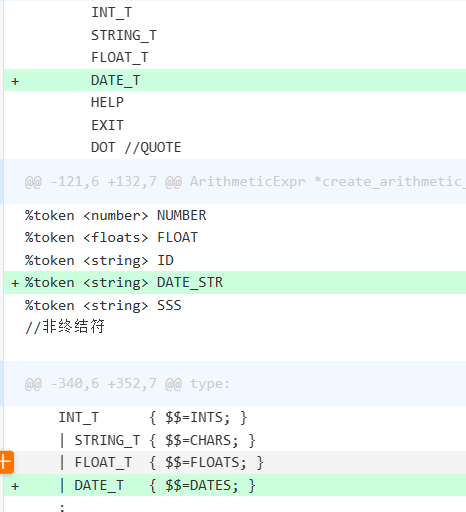 INT_T
STRING_T
FLOAT_T
+ DATE_T
HELP
EXIT
DOT //QUOTE
@@ -121,6 +132,7 @@ ArithmeticExpr *create_arithmetic_
%token <number> NUMBER
%token <floats> FLOAT
%token <string> ID
+ %token <string> DATE_STR
%token <string> SSS
//非终结符
@@ -340,6 +352,7 @@ type:
INT_T { $$=INTS; }
| STRING_T { $$=CHARS; }
| FLOAT_T { $$=FLOATS; }
+ | DATE_T { $$=DATES; }
;